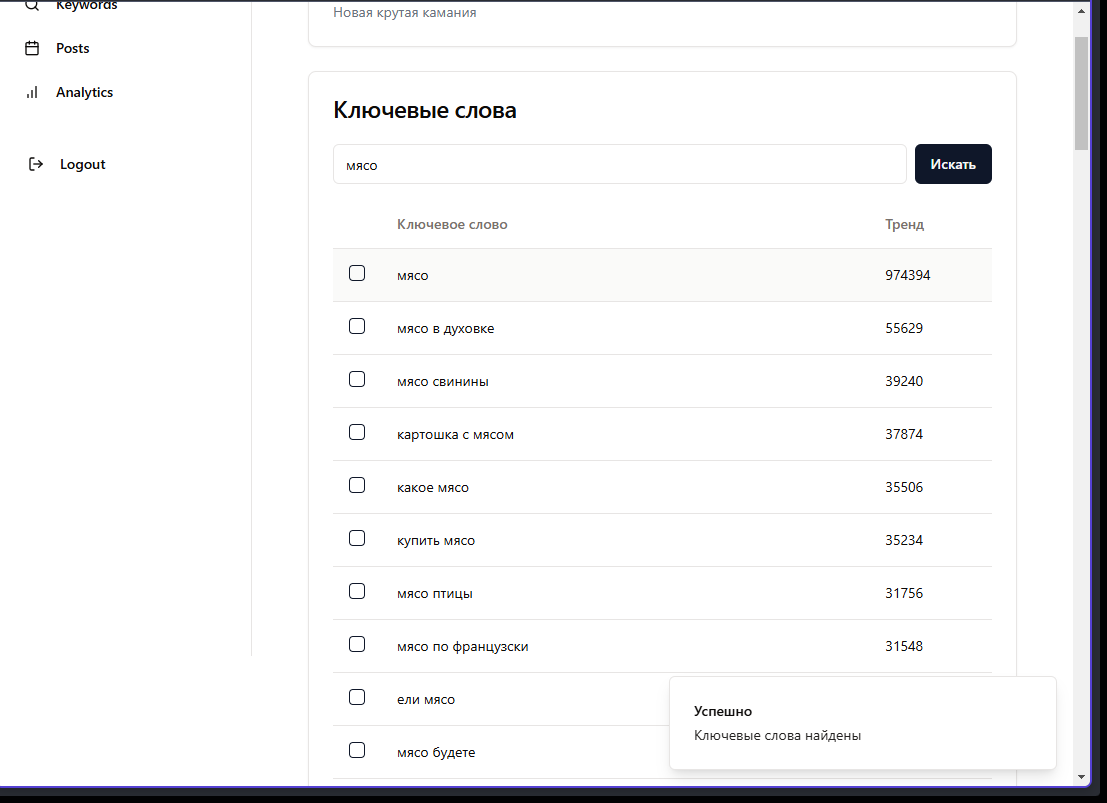 Keywords
Posts
Analytics
Logout
Новая крутая камания
Ключевые слова
мясо
Искать
Ключевое слово Тренд
мясо 974394
мясо в духовке 55629
мясо свинины 39240
картошка с мясом 37874
какое мясо 35506
купить мясо 35234
мясо птицы 31756
мясо по французски 31548
ели мясо
мясо будете
Успешно
Ключевые слова найдены